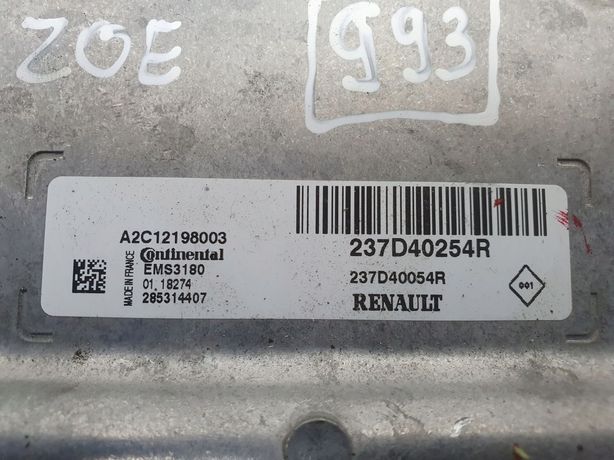 ZOE
993
A2C12198003
Continental
EMS3180
01.18274
285314407
MADE IN FRANCE
237D40254R
237D40054R
RENAULT
001